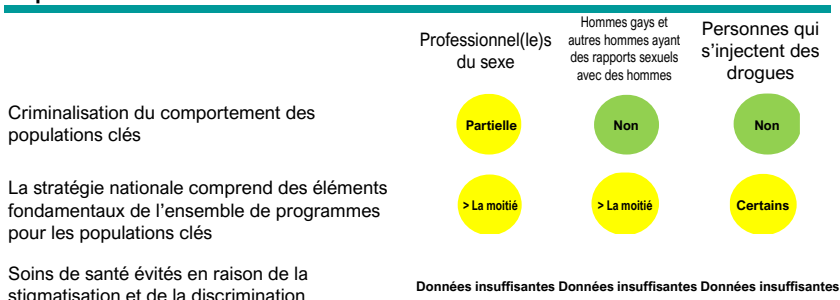 Professionnel(le)s
du sexe
Hommes gays et
autres hommes ayant
des rapports sexuels
avec des hommes
Personnes qui
s'injectent des
drogues
Criminalisation du comportement des
populations clés
Partielle
Non
Non
La stratégie nationale comprend des éléments
fondamentaux de l'ensemble de programmes
pour les populations clés
> La moitié
> La moitié
Certains
Soins de santé évités en raison de la
stigmatisation et de la discrimination
Données insuffisantes Données insuffisantes Données insuffisantes